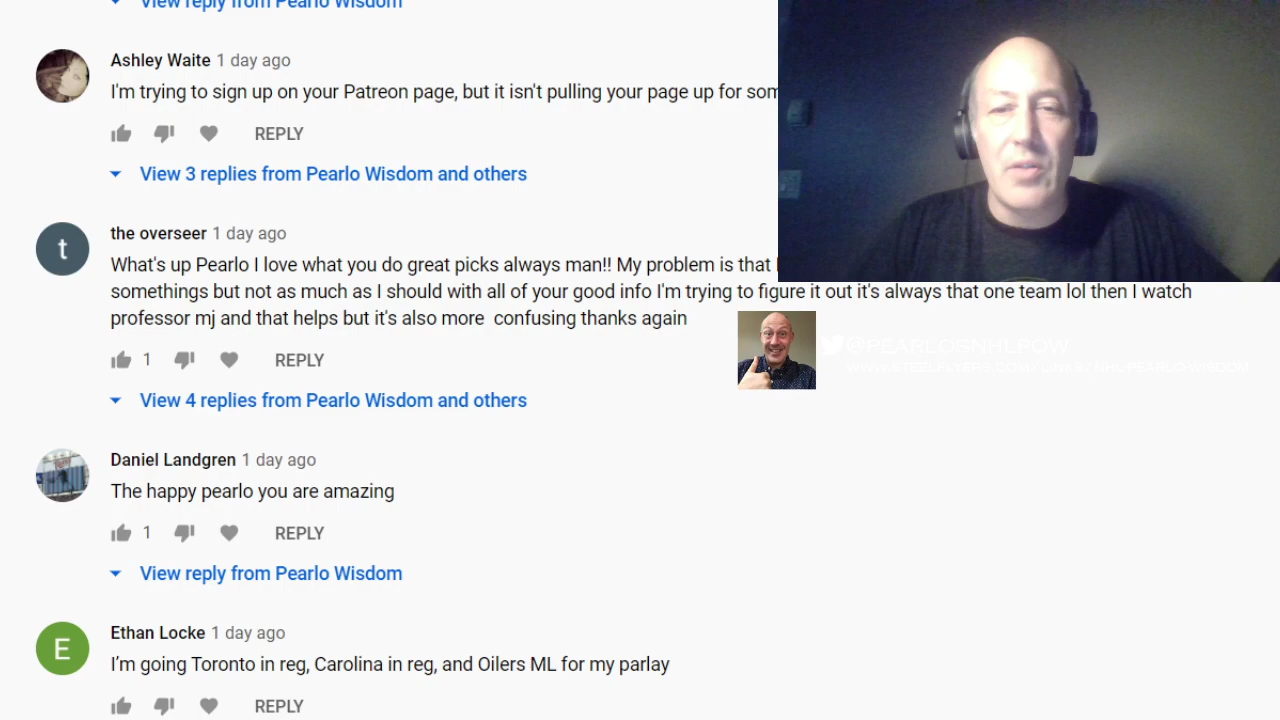 View reply from Pearlo Wisdom
Ashley Waite 1 day ago
I'm trying to sign up on your Patreon page, but it isn't pulling your page up for som
REPLY
View 3 replies from Pearlo Wisdom and others
t
the overseer 1 day ago
What's up Pearlo I love what you do great picks always man!! My problem is that I
somethings but not as much as I should with all of your good info I'm trying to figure it out it's always that one team lol then I watch
professor mj and that helps but it's also more confusing thanks again
@PEARLOSNHLPOW
WWW.STEELFLYERS.COM/LINKS/NHLPEARLOWISDOM
1 REPLY
View 4 replies from Pearlo Wisdom and others
Daniel Landgren 1 day ago
The happy pearlo you are amazing
1 REPLY
View reply from Pearlo Wisdom
E
Ethan Locke 1 day ago
I’m going Toronto in reg, Carolina in reg, and Oilers ML for my parlay
REPLY